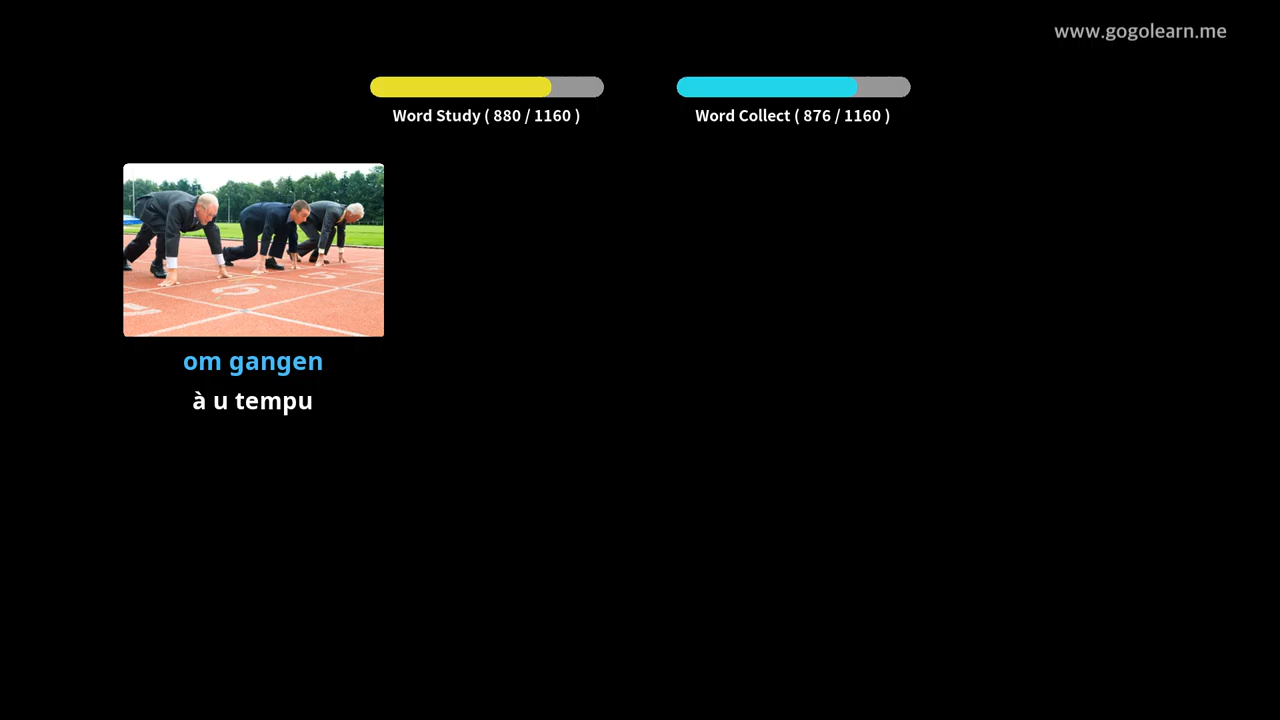 www.gogolearn.me
Word Study ( 880 / 1160 )
Word Collect ( 876 / 1160 )
om gangen
à u tempu